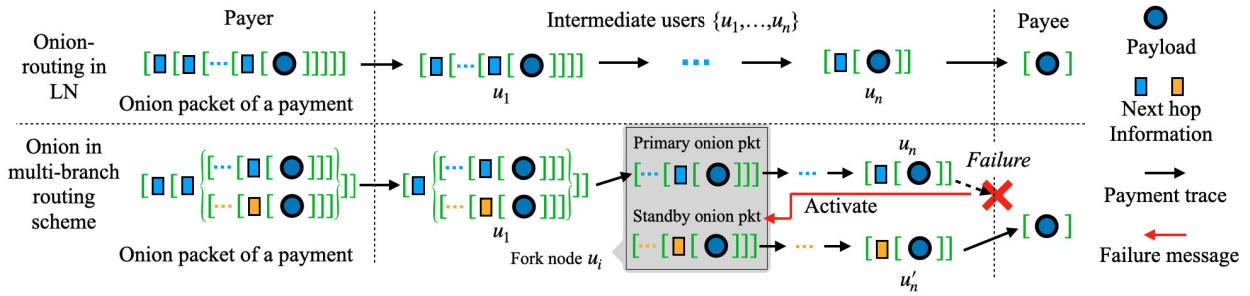 Payer
Intermediate users {u₁,…,uₙ}
Payee
Onion-
routing in
LN
[[[···[[]]]]]
Onion packet of a payment
[[···[[]]]]
u₁
···
[[]]
uₙ
[]
Payload
Next hop
Information
Payment trace
Failure message
Onion in
multi-branch
routing
scheme
Onion packet of a payment
u₁
Fork node uᵢ
Primary onion pkt
Standby onion pkt
Activate
uₙ
Failure
u′ₙ